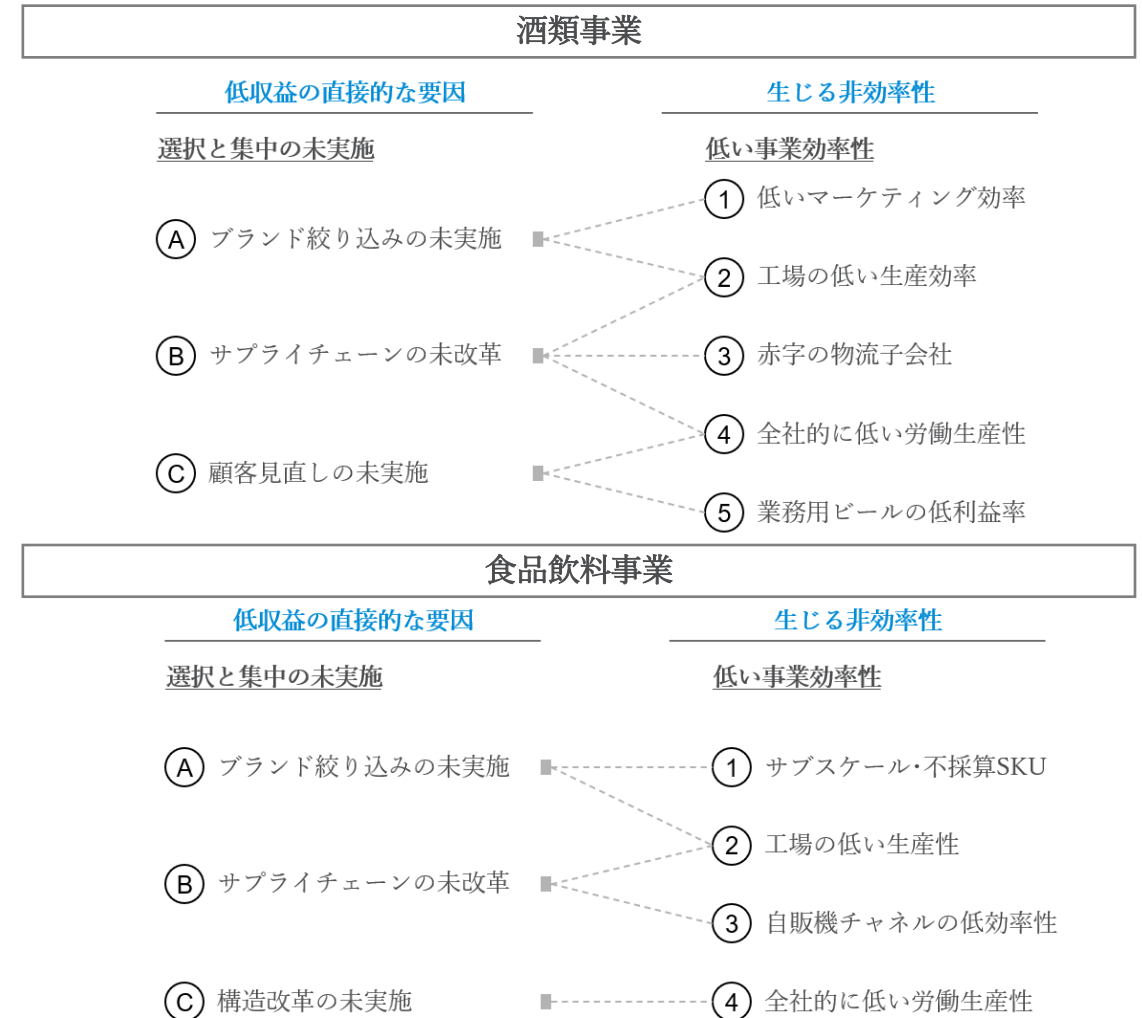 酒類事業
低収益の直接的な要因
生じる非効率性
選択と集中の未実施
低い事業効率性
A ブランド絞り込みの未実施
B サプライチェーンの未改革
C 顧客見直しの未実施
1 低いマーケティング効率
2 工場の低い生産効率
3 赤字の物流子会社
4 全社的に低い労働生産性
5 業務用ビールの低利益率
食品飲料事業
低収益の直接的な要因
生じる非効率性
選択と集中の未実施
低い事業効率性
A ブランド絞り込みの未実施
B サプライチェーンの未改革
C 構造改革の未実施
1 サブスケール・不採算SKU
2 工場の低い生産性
3 自販機チャネルの低効率性
4 全社的に低い労働生産性